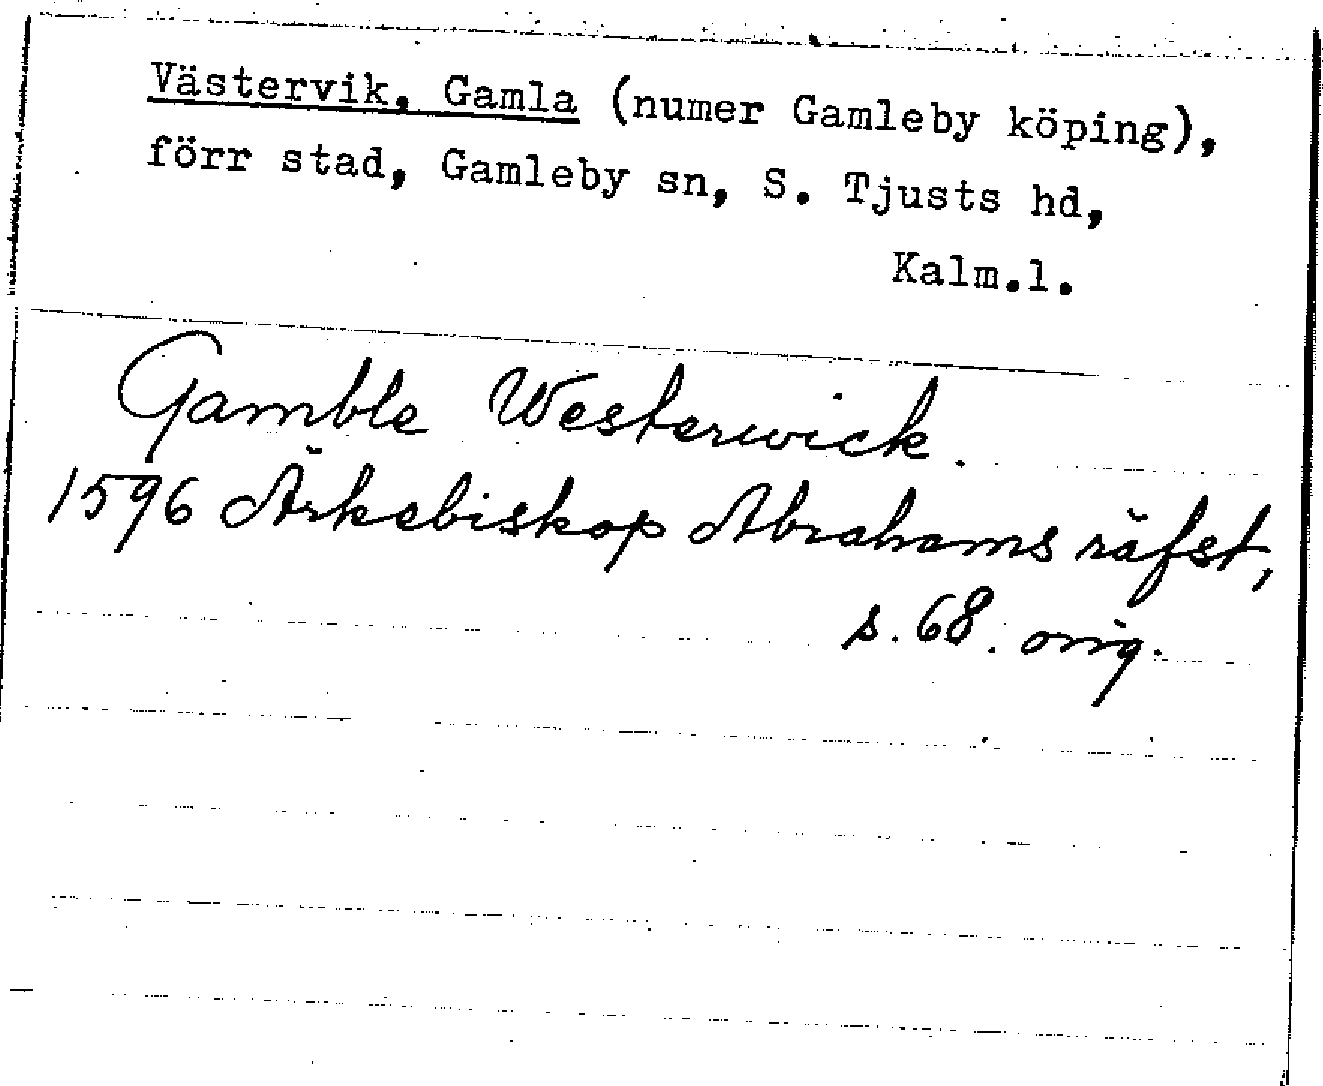 Västervik, Gamla (numer Gamleby köping),
förr stad, Gamleby sn, S. Tjusts hd,
Kalm.l.
Gamble Westerwick.
1596 Ärkebiskop Abrahams räfst,
s. 68. orig.